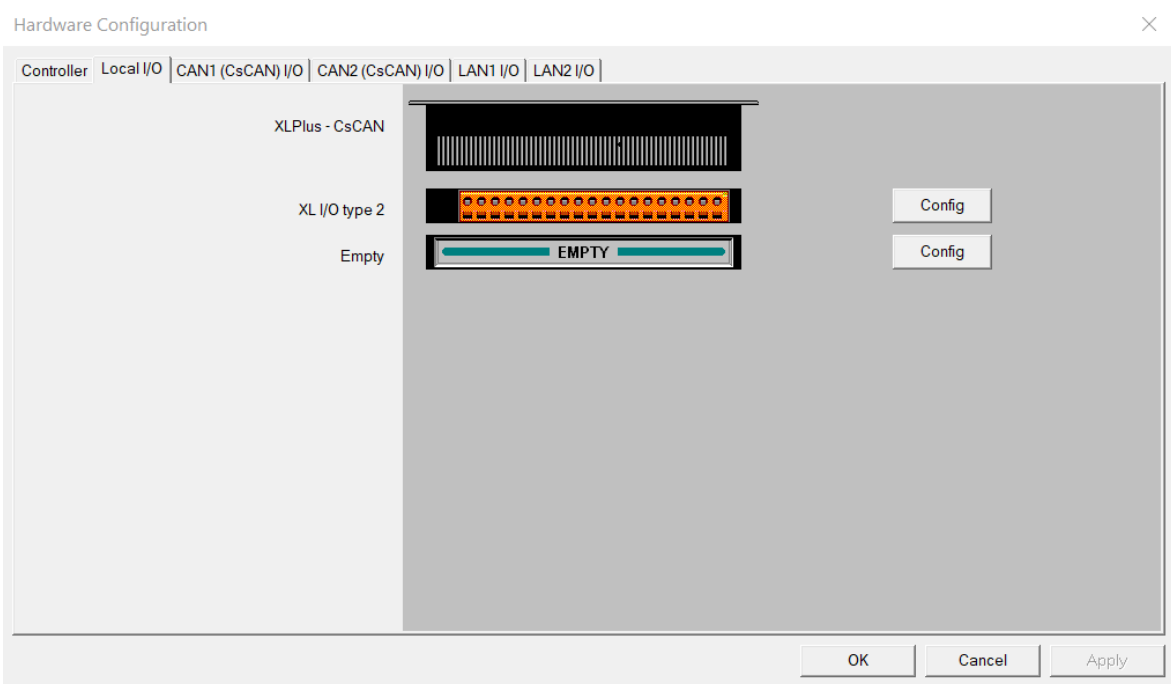 Hardware Configuration
Controller Local I/O CAN1 (CsCAN) I/O CAN2 (CsCAN) I/O LAN1 I/O LAN2 I/O
XLPlus - CsCAN
XL I/O type 2 Config
Empty EMPTY Config
OK Cancel Apply